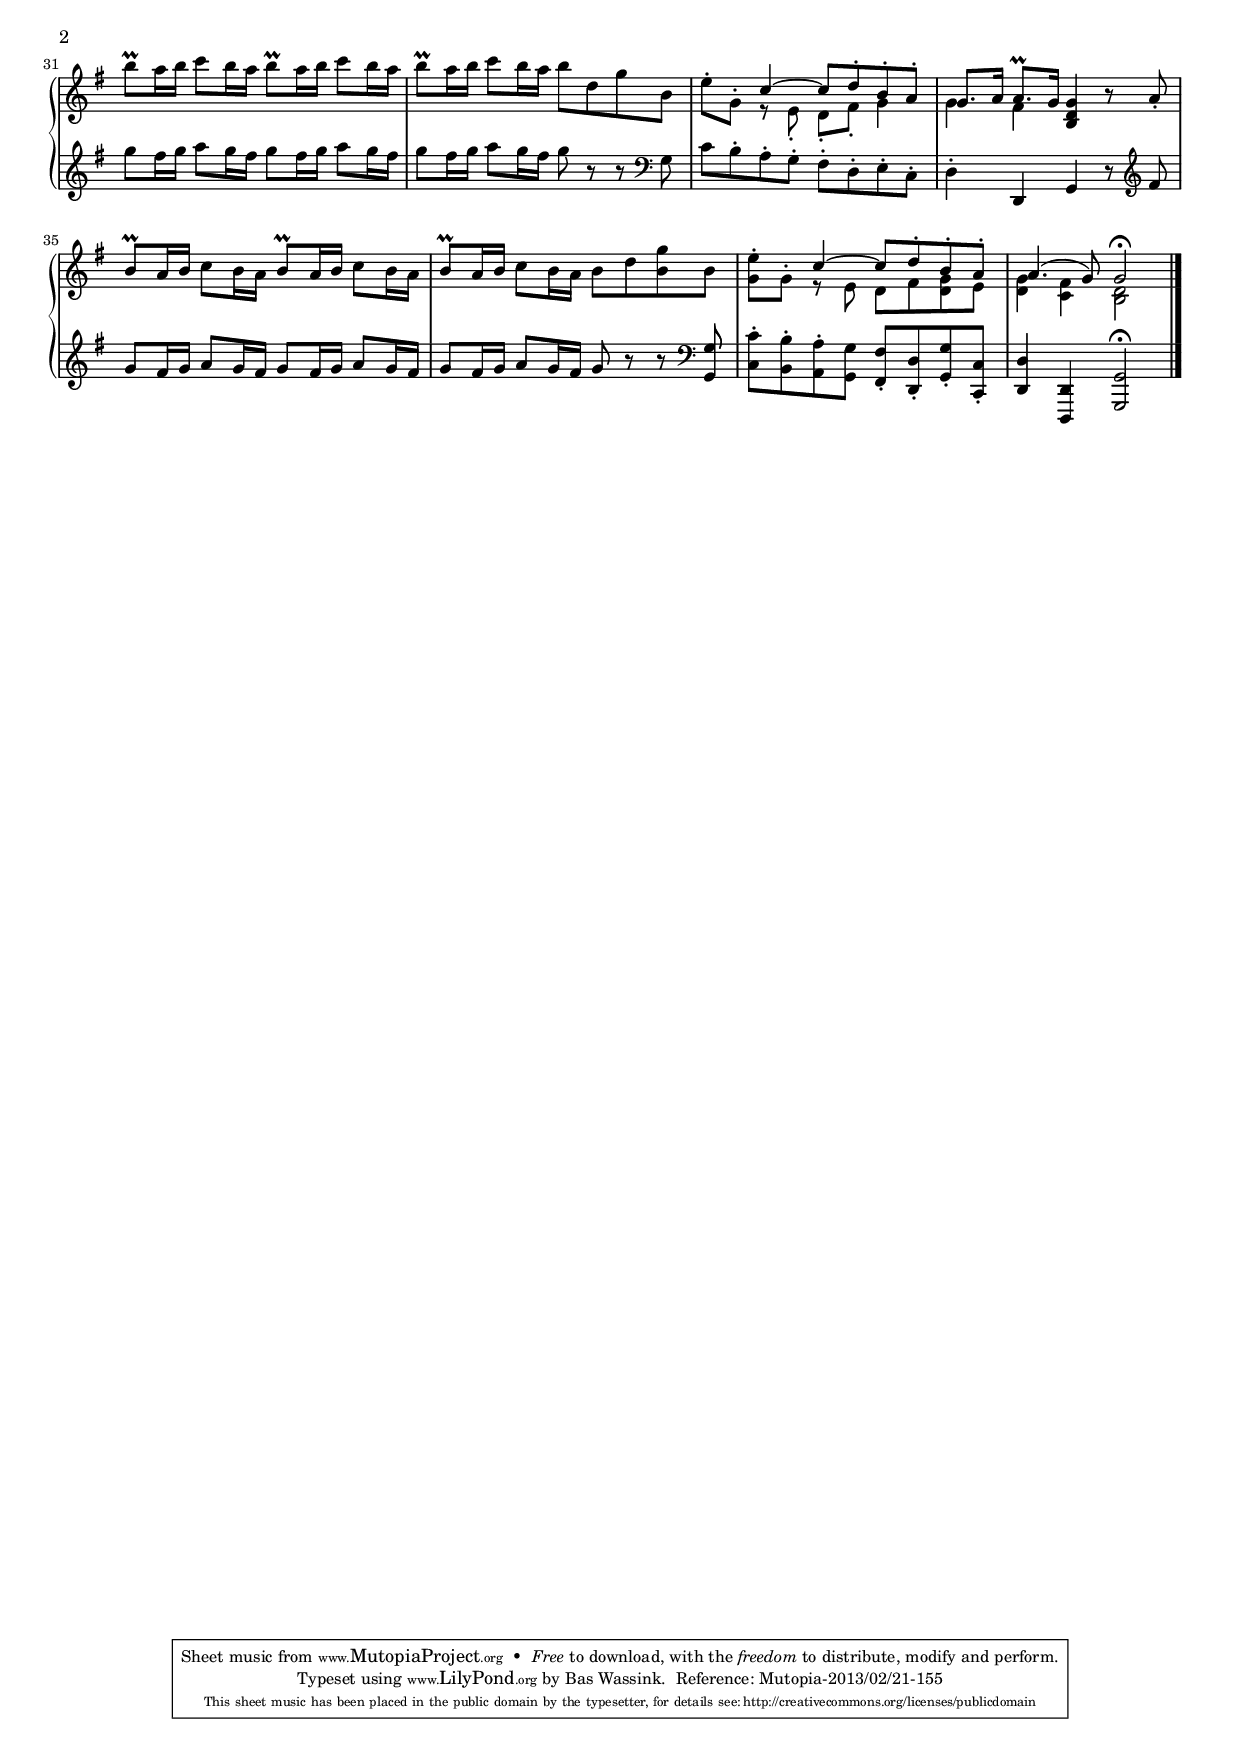 2
31
35
Sheet music from www.MutopiaProject.org • Free to download, with the freedom to distribute, modify and perform.
Typeset using www.LilyPond.org by Bas Wassink. Reference: Mutopia-2013/02/21-155
This sheet music has been placed in the public domain by the typesetter, for details see: http://creativecommons.org/licenses/publicdomain